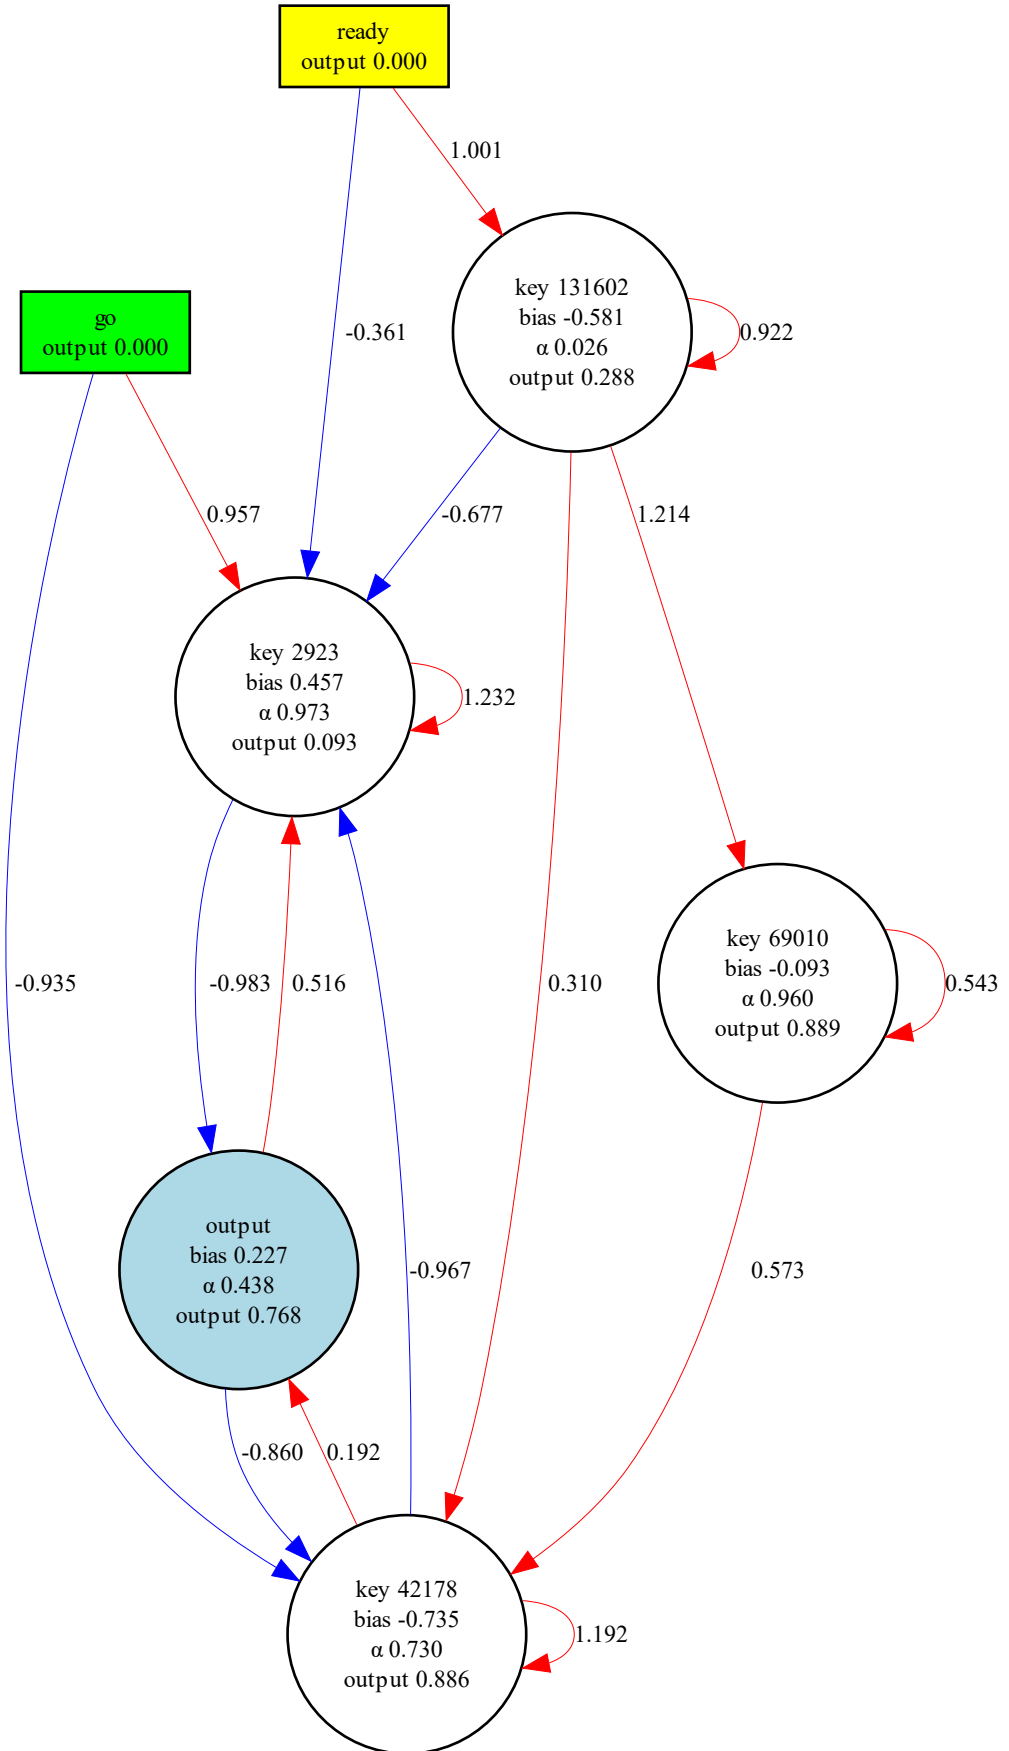 ready
output 0.000
1.001
key 131602
bias -0.581
α 0.026
output 0.288
0.922
go
output 0.000
-0.361
0.957
-0.677
1.214
key 2923
bias 0.457
α 0.973
output 0.093
1.232
key 69010
bias -0.093
α 0.960
output 0.889
0.543
-0.935
-0.983
0.516
0.310
output
bias 0.227
α 0.438
output 0.768
-0.967
0.573
-0.860
0.192
key 42178
bias -0.735
α 0.730
output 0.886
1.192